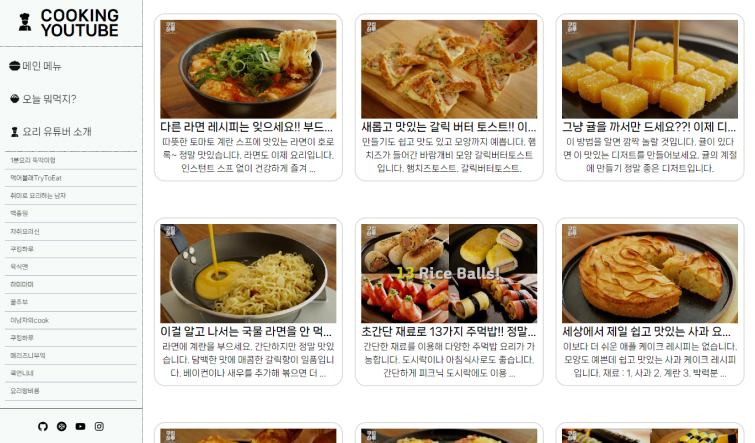 COOKING
YOUTUBE
메인 메뉴
오늘 뭐먹지?
요리 유튜버 소개
1분요리 뚝딱이형
먹어볼래TryToEat
취미로 요리하는 남자
백종원
자취요리신
쿠킹하루
육식맨
하미마미
꿀주부
이남자의cook
쿠킹하루
매리즈니부엌
쿡언니네
요리왕비룡
다른 라면 레시피는 잊으세요!! 부드...
따뜻한 토마토 계란 스프에 맛있는 라면이 호로
록~ 정말 맛있습니다. 라면도 이제 요리입니다.
인스턴트 스프 없이 건강하게 즐겨 ...
새롭고 맛있는 갈릭 버터 토스트!! 이...
만들기도 쉽고 맛도 있고 모양까지 예쁩니다. 햄
치즈가 들어간 바람개비 모양 갈릭버터토스트
입니다. 햄치즈토스트. 갈릭버터토스트.
그냥 귤을 까서만 드세요??! 이제 디...
이 방법을 알면 깜짝 놀랄 것입니다. 귤이 있다
면 이 맛있는 디저트를 만들어보세요. 귤의 계절
에 만들기 정말 좋은 디저트입니다.
이걸 알고 나서는 국물 라면을 안 먹...
라면에 계란을 부으세요. 간단하지만 정말 맛있
습니다. 담백한 맛에 매콤한 갈릭향이 일품입니
다. 베이컨이나 새우를 추가해 볶으면 더 ...
13 Rice Balls!
초간단 재료로 13가지 주먹밥!! 정말...
간단한 재료를 이용해 다양한 주먹밥 요리가 가
능합니다. 도시락이나 아침식사로도 좋습니다.
간단하게 피크닉 도시락에도 이용 ...
세상에서 제일 쉽고 맛있는 사과 요...
이보다 더 쉬운 애플 케이크 레시피는 없습니다.
모양도 예쁜데 쉽고 맛있는 사과 케이크 레시피
입니다. 재료 : 1. 사과 2. 계란 3. 박력분 ...